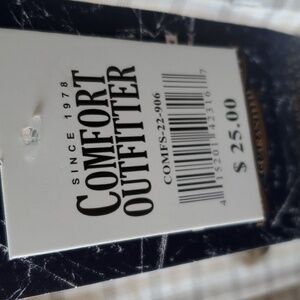 SINCE 1978
COMFORT
OUTFITTER
COMFS-22-906
$ 25.00